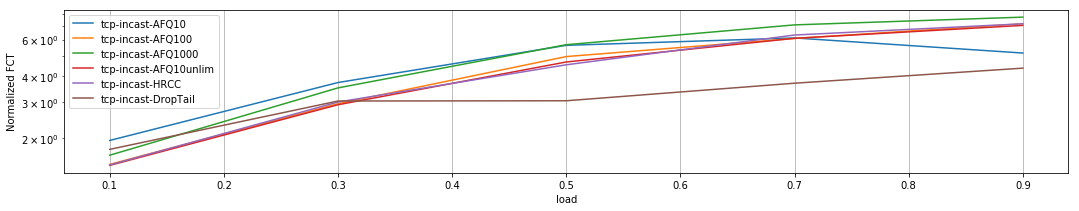 tcp-incast-AFQ10
tcp-incast-AFQ100
tcp-incast-AFQ1000
tcp-incast-AFQ10unlim
tcp-incast-HRCC
tcp-incast-DropTail
Normalized FCT
6 × 10⁰
4 × 10⁰
3 × 10⁰
2 × 10⁰
0.1 0.2 0.3 0.4 0.5 0.6 0.7 0.8 0.9
load